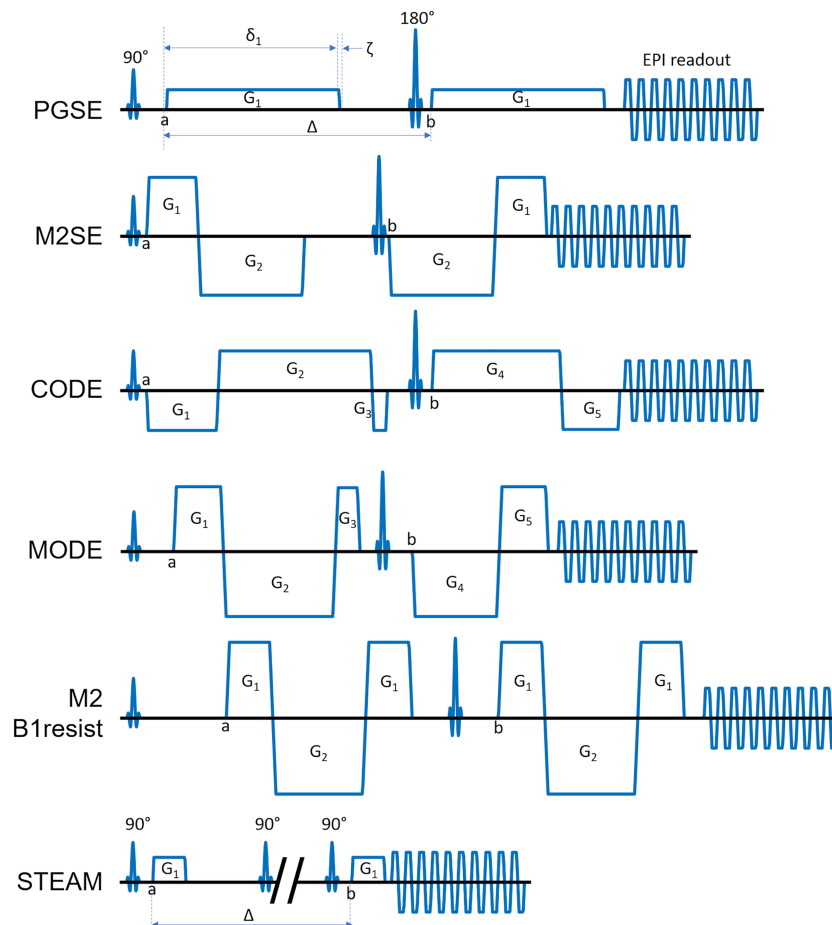 180°
δ₁
ζ
90°
EPI readout
G₁
G₁
PGSE
a
Δ
b
G₁
G₁
b
M2SE
a
G₂
G₂
a
G₂
G₄
CODE
G₁
G₃
b
G₅
G₁
G₃
G₅
b
MODE
a
G₂
G₄
M2
B1resist
G₁
G₁
G₁
G₁
a
b
G₂
G₂
90°
90°
90°
G₁
G₁
STEAM
a
b
Δ